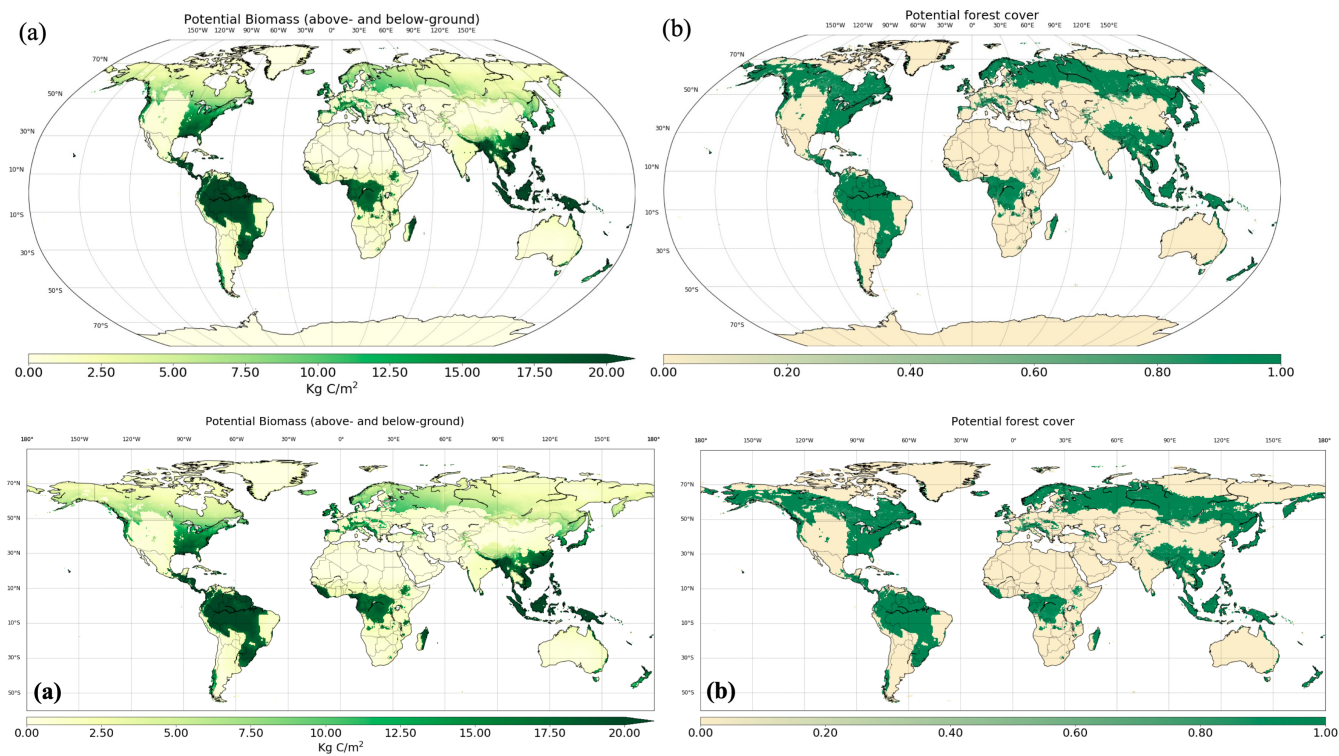 (a)
Potential Biomass (above- and below-ground)
150°W 120°W 90°W 60°W 30°W 0° 30°E 60°E 90°E 120°E 150°E
70°N
50°N
30°N
10°N
10°S
30°S
50°S
70°S
0.00 2.50 5.00 7.50 10.00 12.50 15.00 17.50 20.00
Kg C/m²
(b)
Potential forest cover
150°W 120°W 90°W 60°W 30°W 0° 30°E 60°E 90°E 120°E 150°E
70°N
50°N
30°N
10°N
10°S
30°S
50°S
70°S
0.00 0.20 0.40 0.60 0.80 1.00
Potential Biomass (above- and below-ground)
180° 150°W 120°W 90°W 60°W 30°W 0° 30°E 60°E 90°E 120°E 150°E 180°
70°N
50°N
30°N
10°N
10°S
30°S
50°S
(a)
0.00 2.50 5.00 7.50 10.00 12.50 15.00 17.50 20.00
Kg C/m²
Potential forest cover
180° 150°W 120°W 90°W 60°W 30°W 0° 30°E 60°E 90°E 120°E 150°E 180°
70°N
50°N
30°N
10°N
10°S
30°S
50°S
(b)
0.00 0.20 0.40 0.60 0.80 1.00